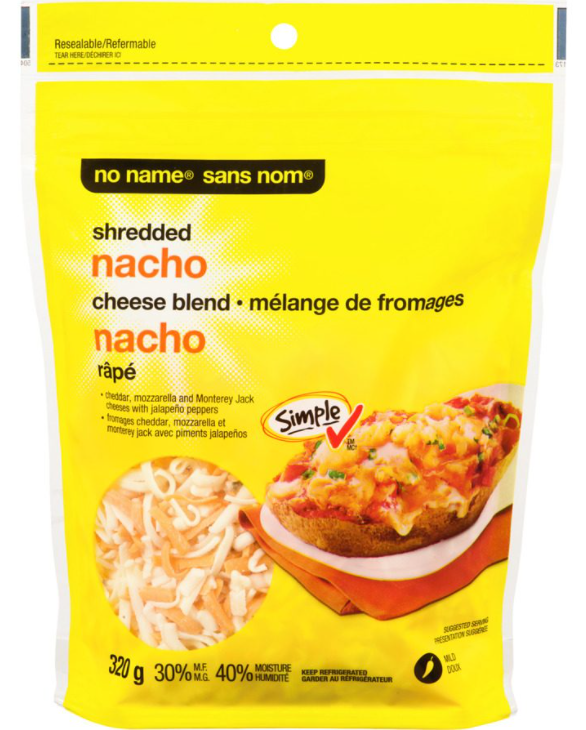 Resealable/Refermable
TEAR HERE/DÉCHIRER ICI
no name® sans nom®
shredded
nacho
cheese blend • mélange de fromages
nacho
râpé
• cheddar, mozzarella and Monterey Jack
cheeses with jalapeño peppers
• fromages cheddar, mozzarella et
monterey jack avec piments jalapeños
Simple
TM
MC
SUGGESTED SERVING
PRÉSENTATION SUGGÉRÉE
320 g 30% M.F. M.G. 40% MOISTURE HUMIDITÉ
KEEP REFRIGERATED
GARDER AU RÉFRIGÉRATEUR
MILD
DOUX